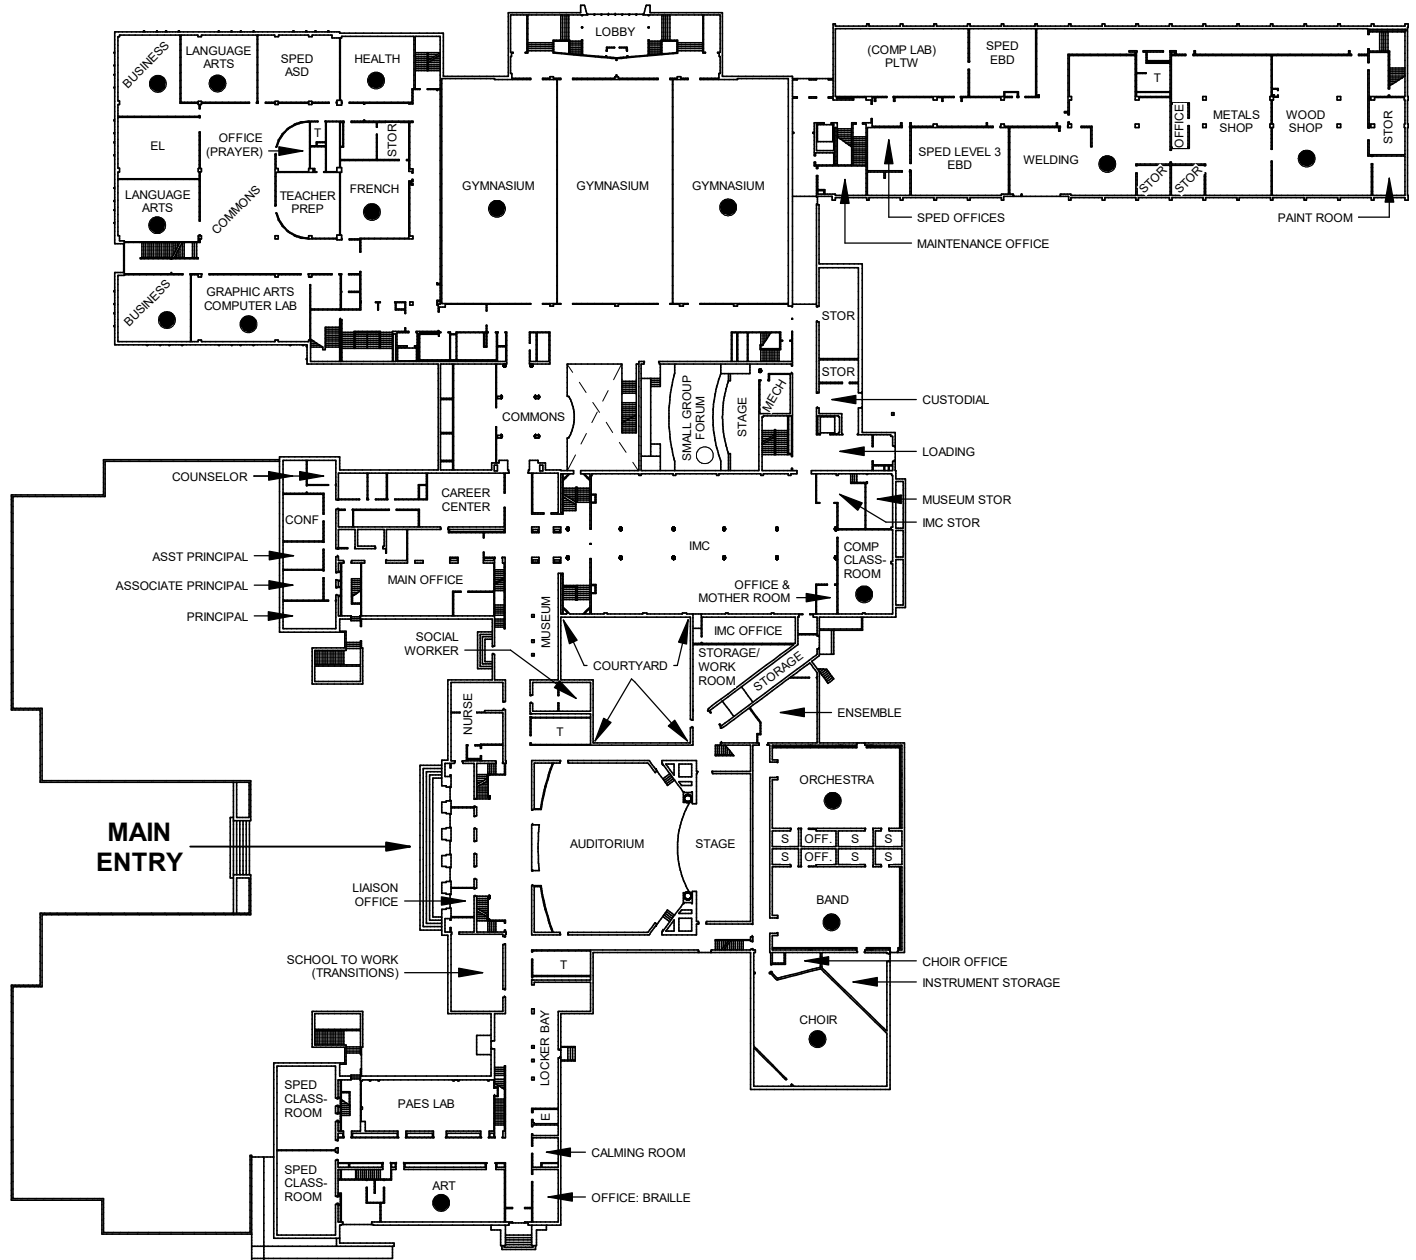 LOBBY
BUSINESS
LANGUAGE
ARTS
SPED
ASD
HEALTH
(COMP LAB)
PLTW
SPED
EBD
T
EL
OFFICE
(PRAYER)
T
STOR
OFFICE
METALS
SHOP
WOOD
SHOP
STOR
SPED LEVEL 3
EBD
WELDING
STOR
STOR
LANGUAGE
ARTS
COMMONS
TEACHER
PREP
FRENCH
GYMNASIUM
GYMNASIUM
GYMNASIUM
SPED OFFICES
PAINT ROOM
MAINTENANCE OFFICE
BUSINESS
GRAPHIC ARTS
COMPUTER LAB
T
STOR
STOR
COMMONS
SMALL GROUP
FORUM
STAGE
MECH
CUSTODIAL
LOADING
COUNSELOR
CAREER
CENTER
MUSEUM STOR
IMC STOR
CONF
ASST PRINCIPAL
ASSOCIATE PRINCIPAL
PRINCIPAL
MAIN OFFICE
IMC
COMP
CLASS-
ROOM
OFFICE &
MOTHER ROOM
MUSEUM
SOCIAL
WORKER
COURTYARD
IMC OFFICE
STORAGE/
WORK
ROOM
STORAGE
ENSEMBLE
NURSE
T
ORCHESTRA
MAIN
ENTRY
AUDITORIUM
STAGE
S
OFF.
S
S
S
OFF.
S
S
LIAISON
OFFICE
BAND
SCHOOL TO WORK
(TRANSITIONS)
T
CHOIR OFFICE
INSTRUMENT STORAGE
CHOIR
LOCKER BAY
SPED
CLASS-
ROOM
PAES LAB
E
CALMING ROOM
SPED
CLASS-
ROOM
ART
OFFICE: BRAILLE